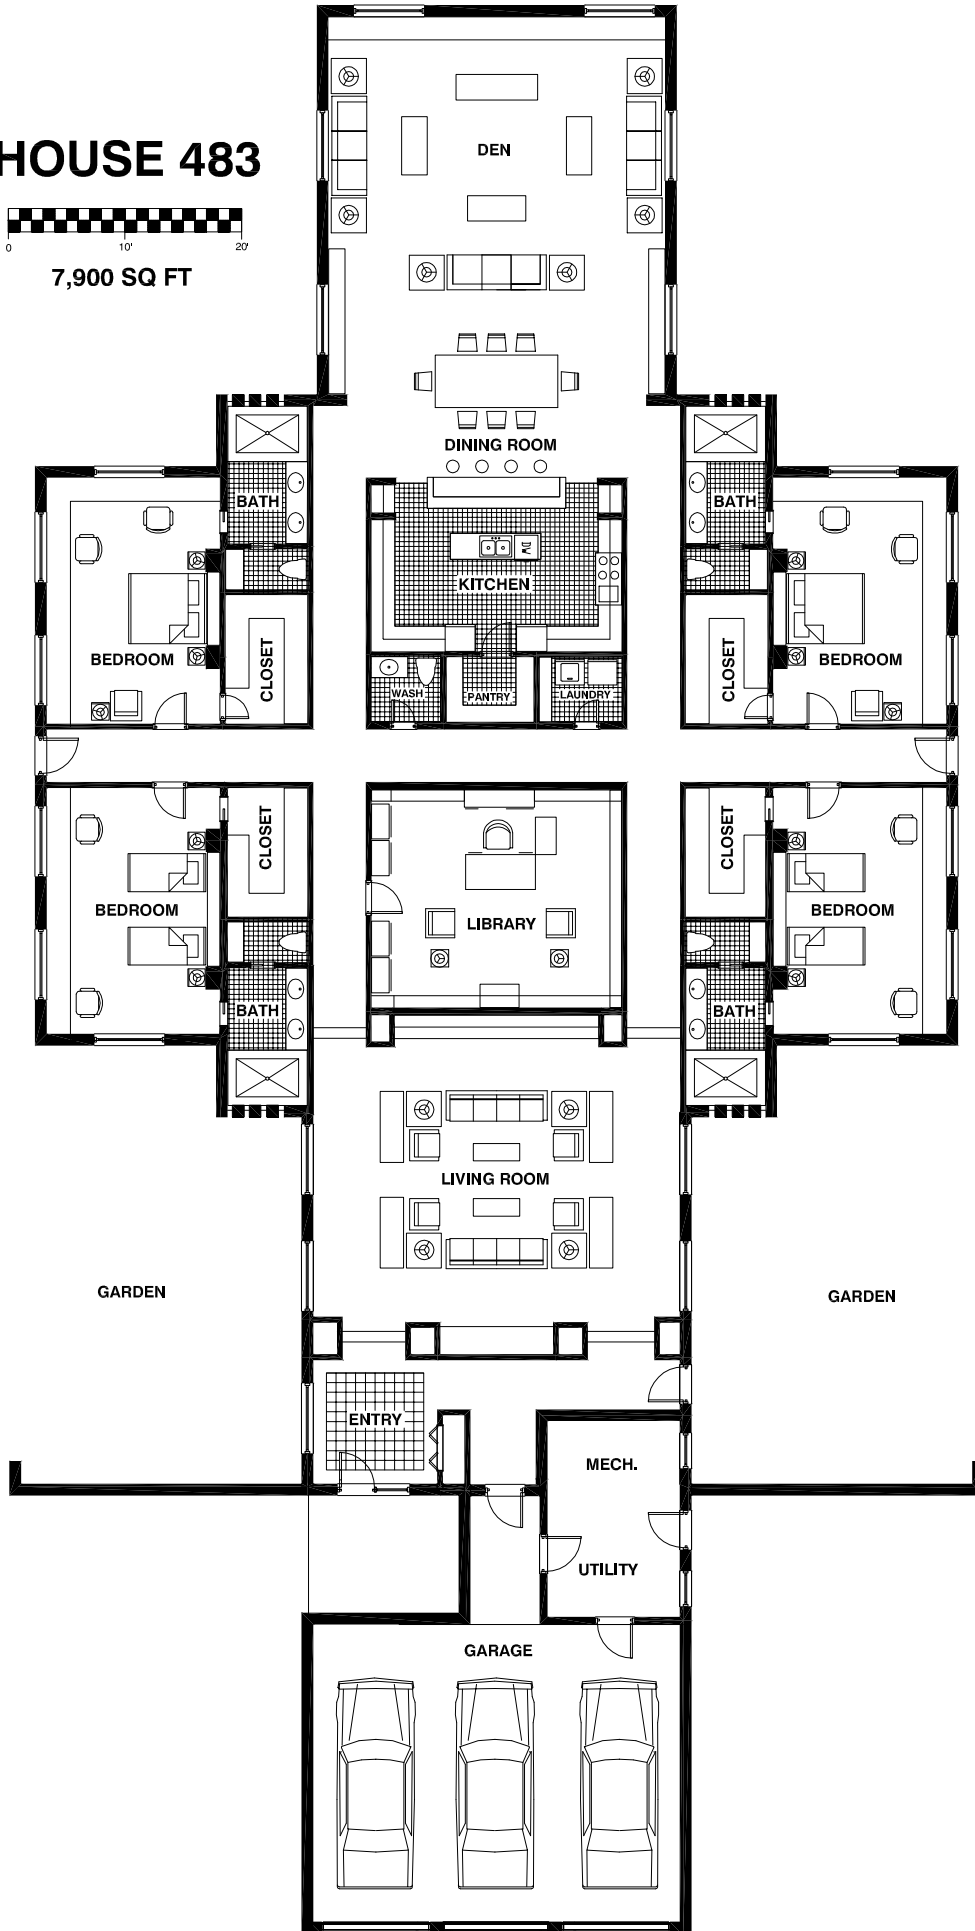 DEN
HOUSE 483
0 10' 20'
7,900 SQ FT
DINING ROOM
BATH
BATH
DW
KITCHEN
BEDROOM
CLOSET
CLOSET
BEDROOM
WASH
PANTRY
LAUNDRY
CLOSET
CLOSET
BEDROOM
LIBRARY
BEDROOM
BATH
BATH
LIVING ROOM
GARDEN
GARDEN
ENTRY
MECH.
UTILITY
GARAGE